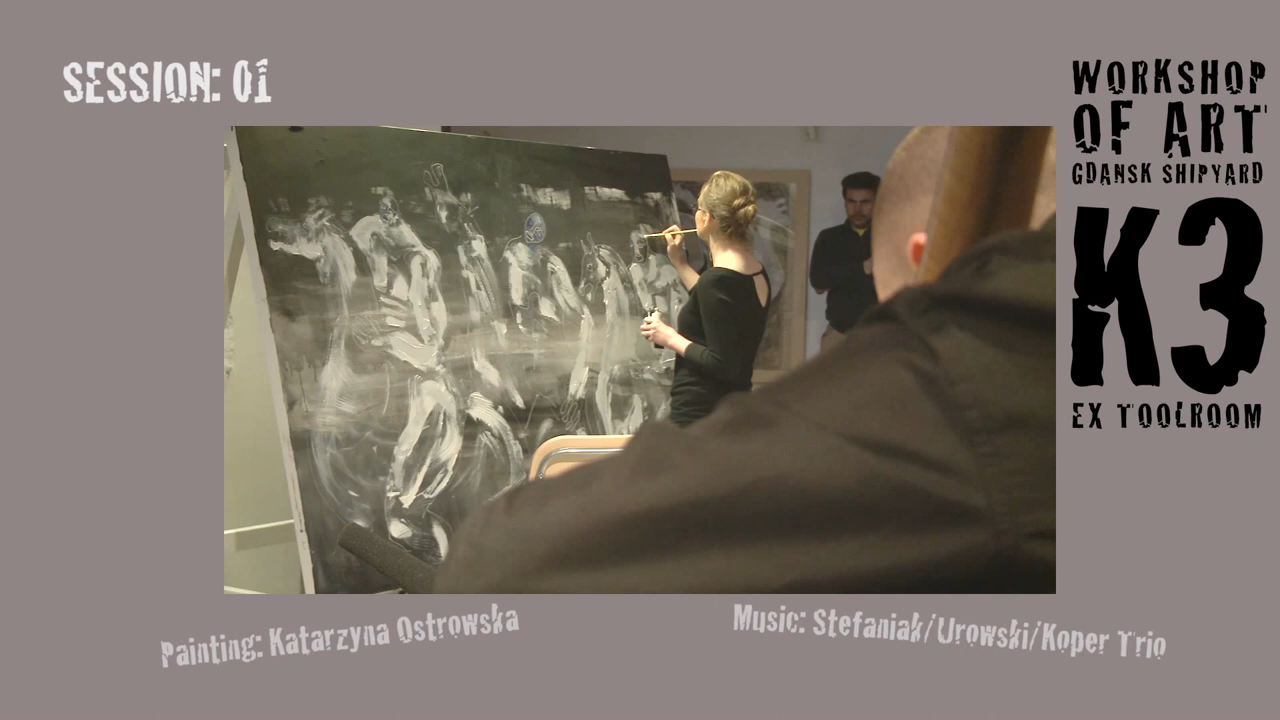 SESSION: 01
WORKSHOP
OF ART
GDANSK SHIPYARD
K3
EX TOOLROOM
Painting: Katarzyna Ostrowska
Music: Stefaniak/Urowski/Koper Trio